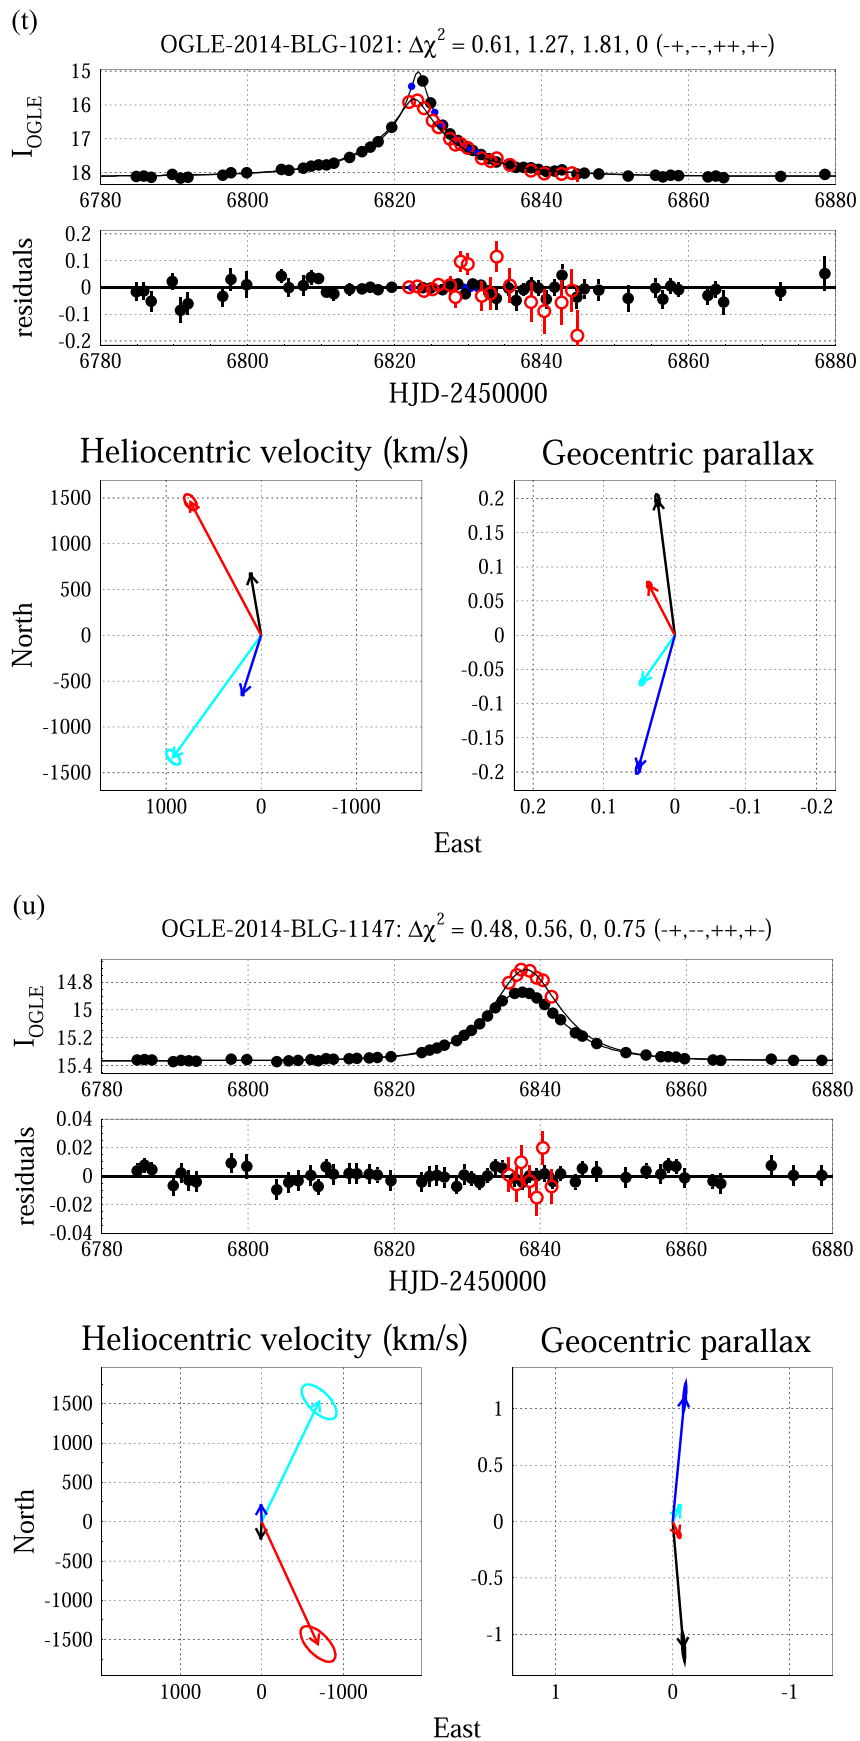 (t)
OGLE-2014-BLG-1021: Δχ² = 0.61, 1.27, 1.81, 0 (-+,--,++,+-)
I_OGLE
15
16
17
18
6780 6800 6820 6840 6860 6880
residuals
0.2
0.1
0
-0.1
-0.2
6780 6800 6820 6840 6860 6880
HJD-2450000
Heliocentric velocity (km/s)
North
1500
1000
500
0
-500
-1000
-1500
1000 0 -1000
Geocentric parallax
0.2
0.15
0.1
0.05
0
-0.05
-0.1
-0.15
-0.2
0.2 0.1 0 -0.1 -0.2
East
(u)
OGLE-2014-BLG-1147: Δχ² = 0.48, 0.56, 0, 0.75 (-+,--,++,+-)
I_OGLE
14.8
15
15.2
15.4
6780 6800 6820 6840 6860 6880
residuals
0.04
0.02
0
-0.02
-0.04
6780 6800 6820 6840 6860 6880
HJD-2450000
Heliocentric velocity (km/s)
North
1500
1000
500
0
-500
-1000
-1500
1000 0 -1000
Geocentric parallax
1
0.5
0
-0.5
-1
1 0 -1
East